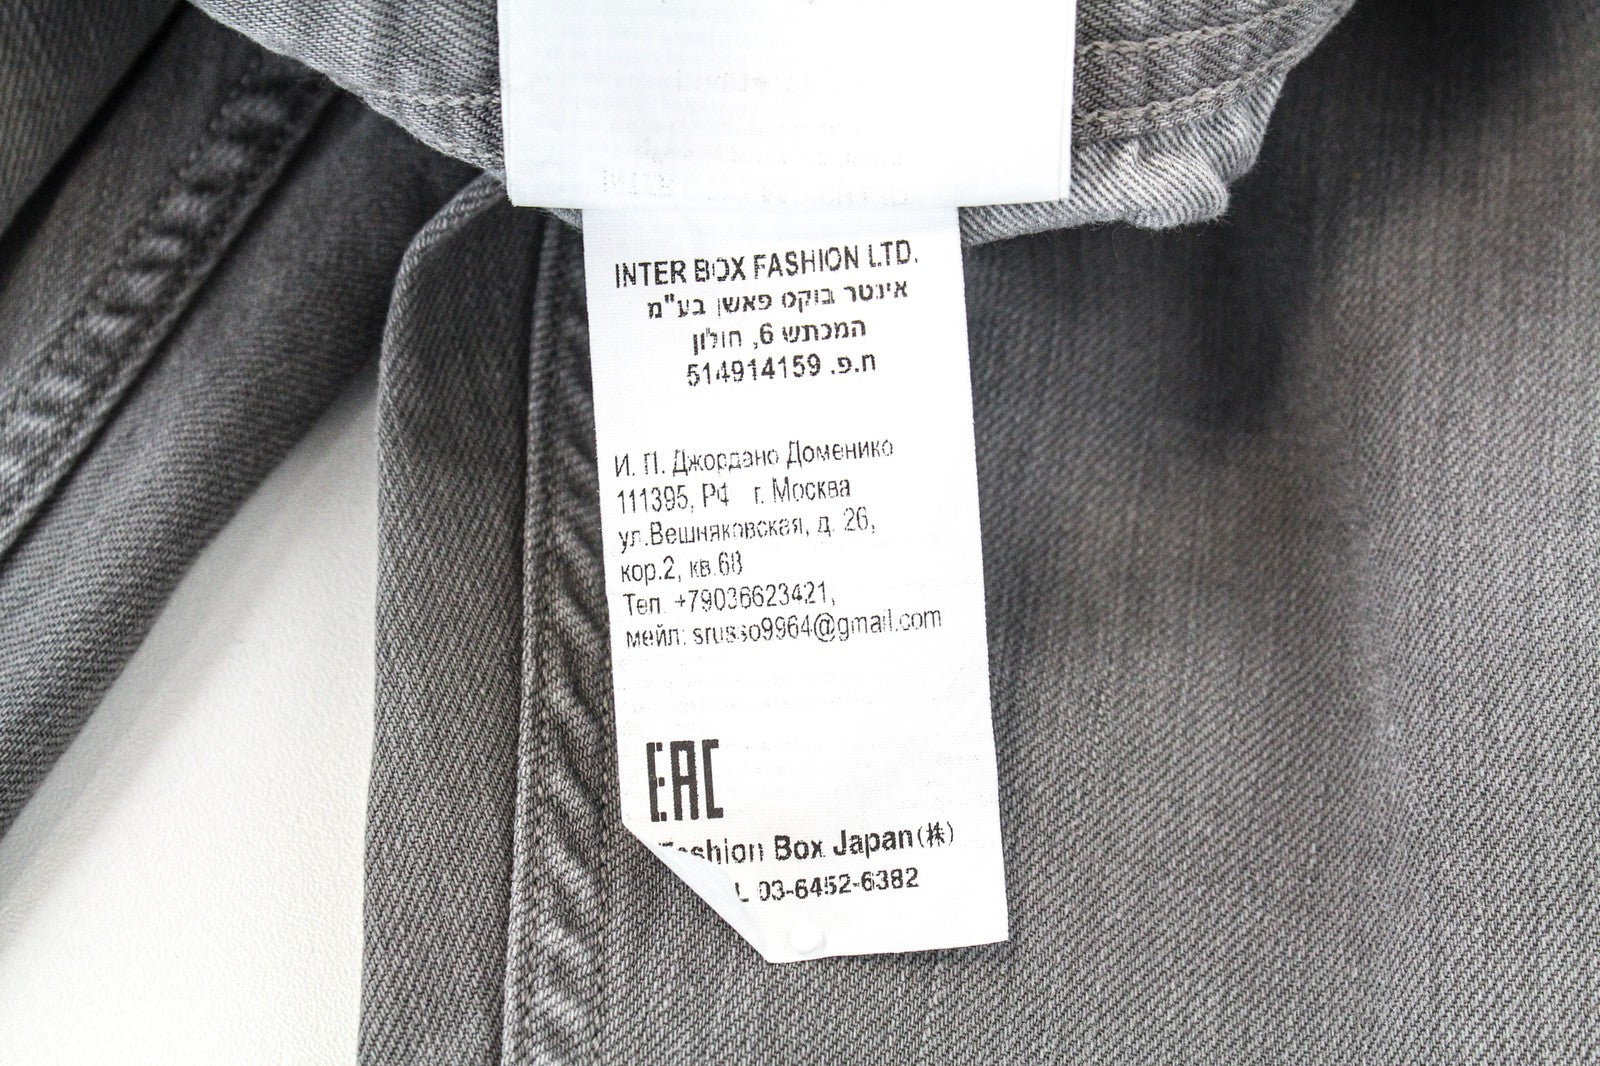 INTER BOX FASHION LTD.
אינטר בוקס פאשן בע"מ
המכתש 6, חולון
ח.פ. 514914159
И. П. Джордано Доменико
111395, РФ г. Москва
ул.Вешняковская, д. 26,
кор.2, кв.68
Тел. +79036623421,
мейл: srusso9964@gmail.com
EAC
Fashion Box Japan(株)
03-6452-6382